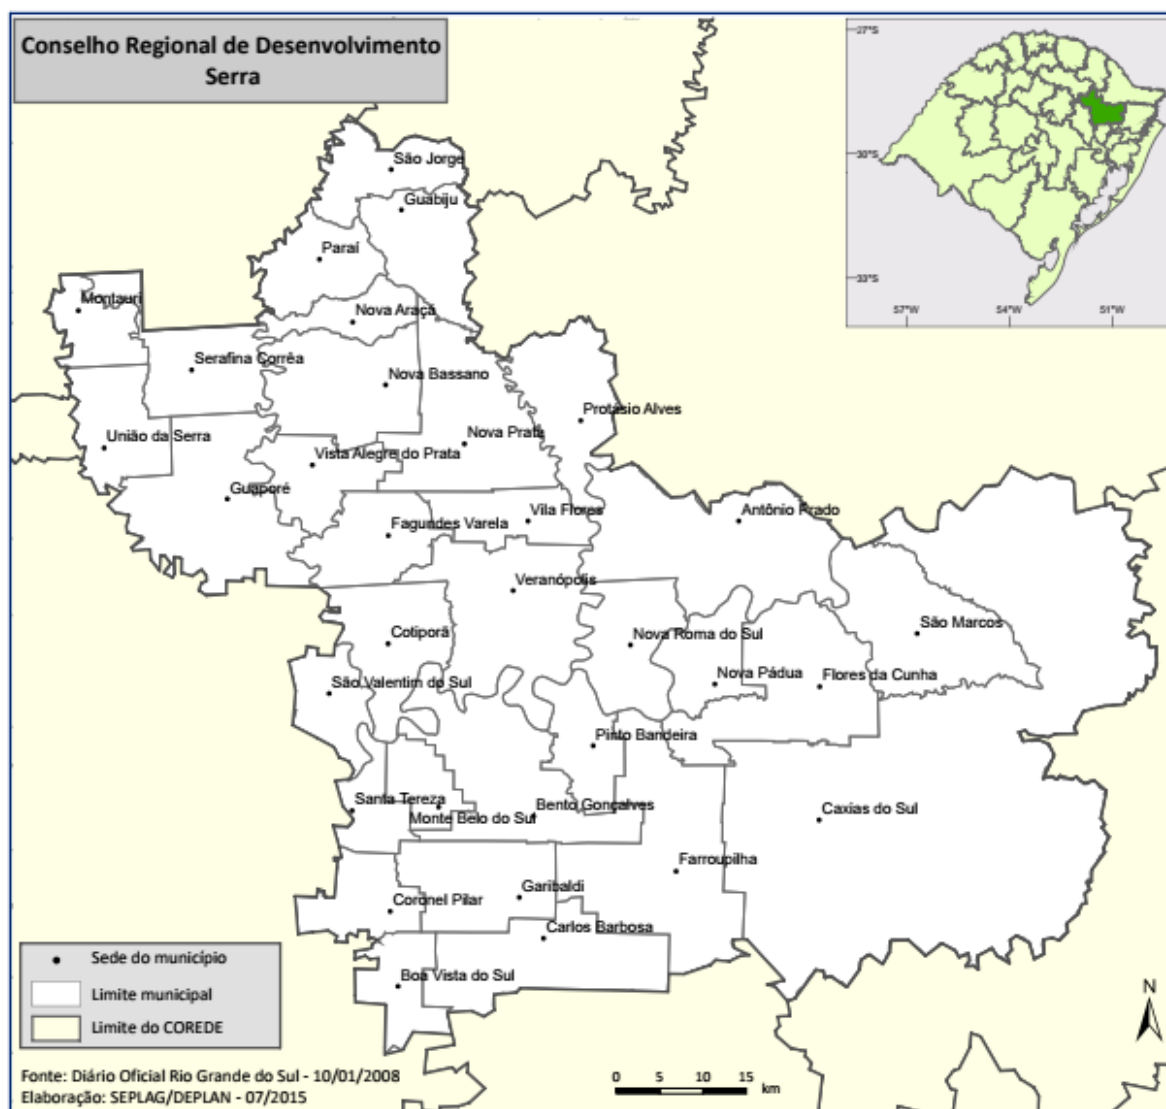 Conselho Regional de Desenvolvimento
Serra
27°S
30°S
33°S
57°W
54°W
51°W
São Jorge
Guabiju
Paraí
Montauri
Nova Araçá
Serafina Corrêa
Nova Bassano
Protásio Alves
União da Serra
Nova Prata
Vista Alegre do Prata
Guaporé
Vila Flores
Antônio Prado
Fagundes Varela
Veranópolis
Cotiporã
Nova Roma do Sul
São Marcos
São Valentim do Sul
Nova Pádua
Flores da Cunha
Pinto Bandeira
Santa Tereza
Bento Gonçalves
Monte Belo do Sul
Caxias do Sul
Farroupilha
Garibaldi
Coronel Pilar
Carlos Barbosa
Boa Vista do Sul
Sede do município
Limite municipal
Limite do COREDE
N
Fonte: Diário Oficial Rio Grande do Sul - 10/01/2008
Elaboração: SEPLAG/DEPLAN - 07/2015
0 5 10 15
km